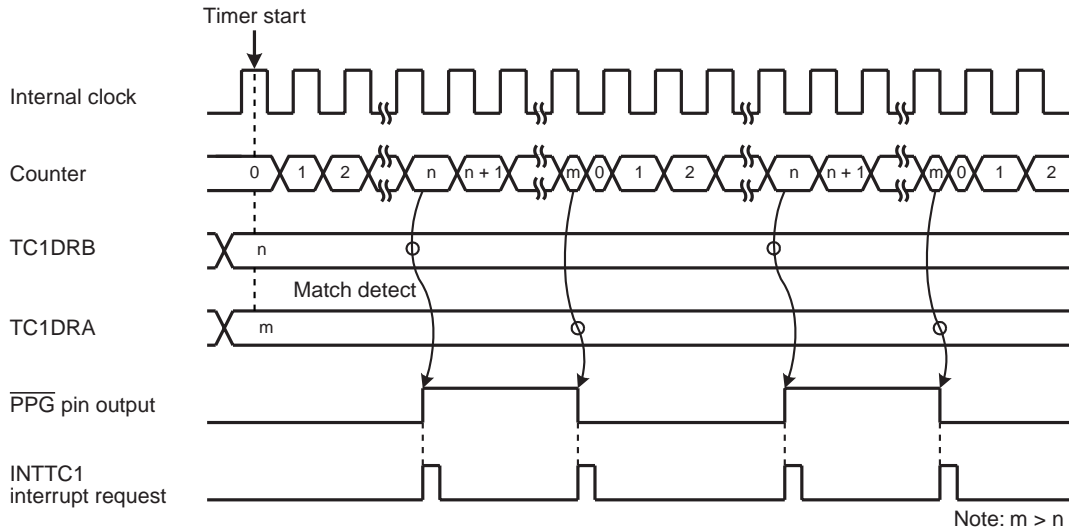 Timer start
Internal clock
Counter
0 1 2 n n + 1 m 0 1 2 n n + 1 m 0 1 2
TC1DRB
n
Match detect
TC1DRA
m
PPG pin output
INTTC1
interrupt request
Note: m > n